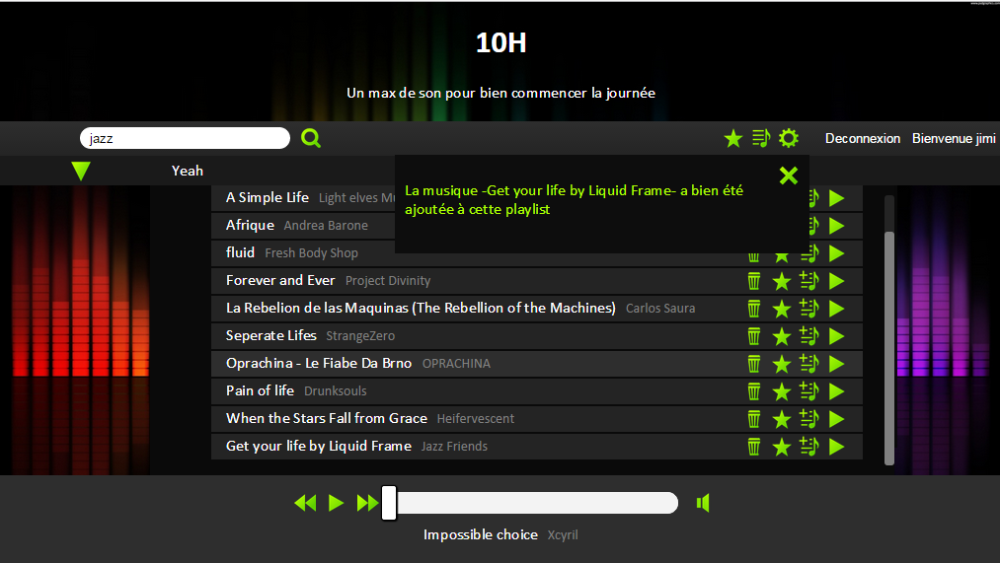 10H
Un max de son pour bien commencer la journée
jazz
Deconnexion Bienvenue jimi
Yeah
La musique -Get your life by Liquid Frame- a bien été
ajoutée à cette playlist
A Simple Life Light elves Mu
Afrique Andrea Barone
fluid Fresh Body Shop
Forever and Ever Project Divinity
La Rebelion de las Maquinas (The Rebellion of the Machines) Carlos Saura
Seperate Lifes StrangeZero
Oprachina - Le Fiabe Da Brno OPRACHINA
Pain of life Drunksouls
When the Stars Fall from Grace Heifervescent
Get your life by Liquid Frame Jazz Friends
Impossible choice Xcyril